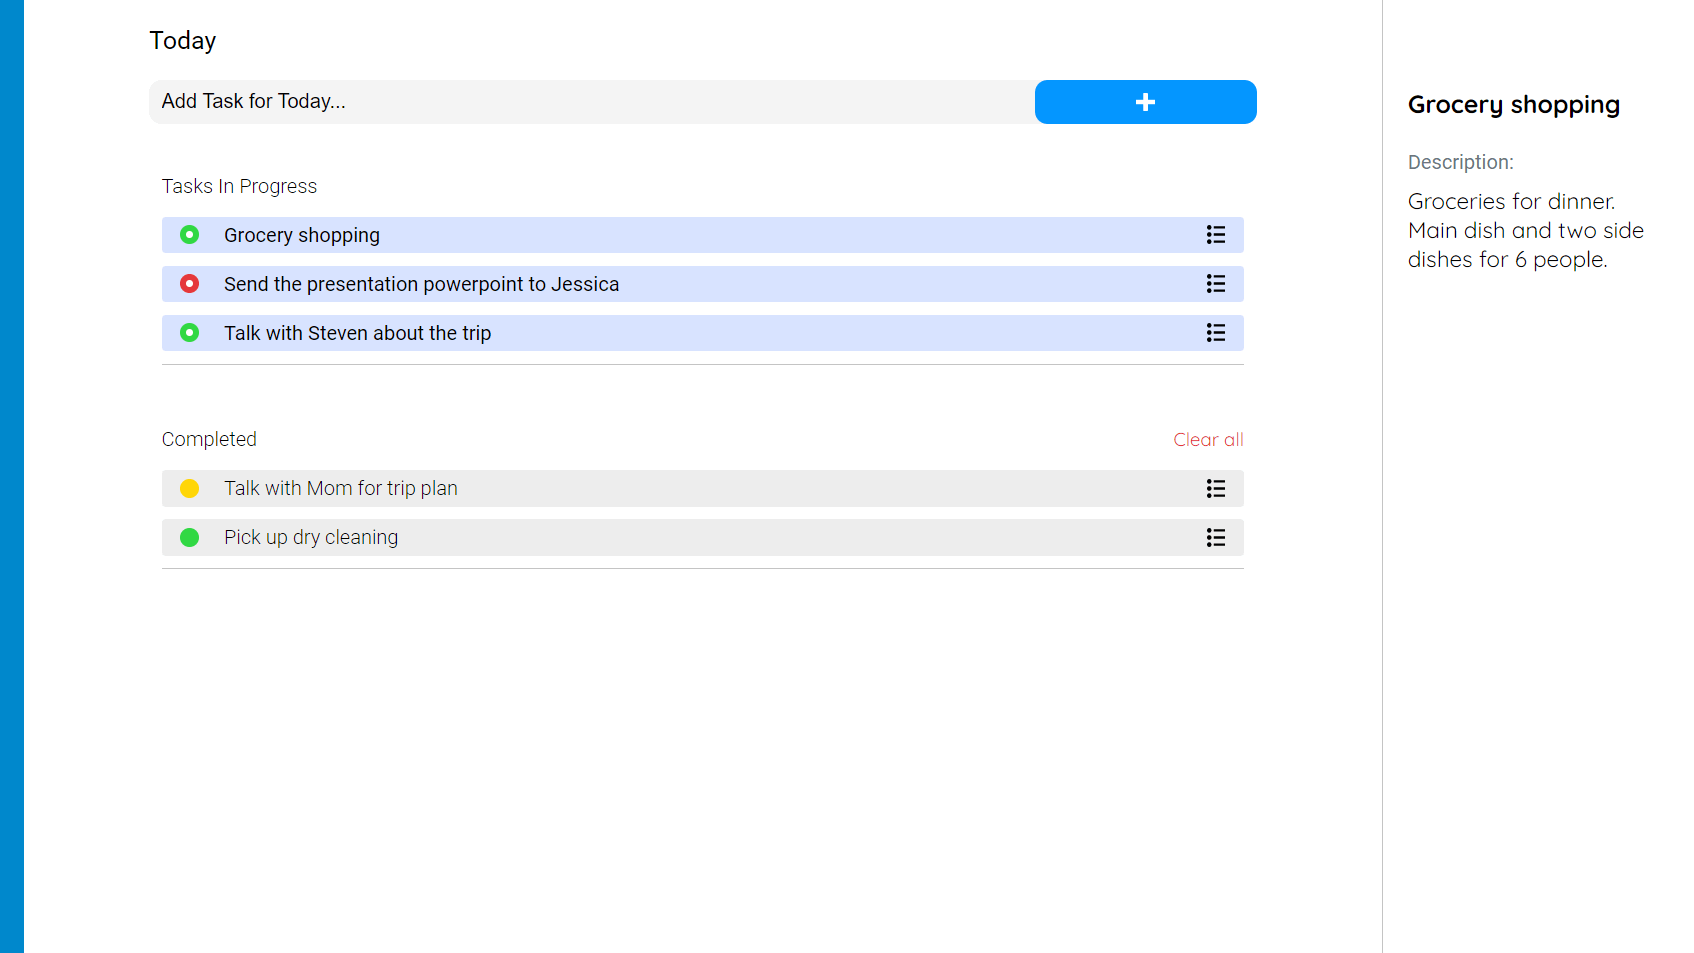 Today
Add Task for Today...
Tasks In Progress
Grocery shopping
Send the presentation powerpoint to Jessica
Talk with Steven about the trip
Completed
Clear all
Talk with Mom for trip plan
Pick up dry cleaning
Grocery shopping
Description:
Groceries for dinner.
Main dish and two side
dishes for 6 people.